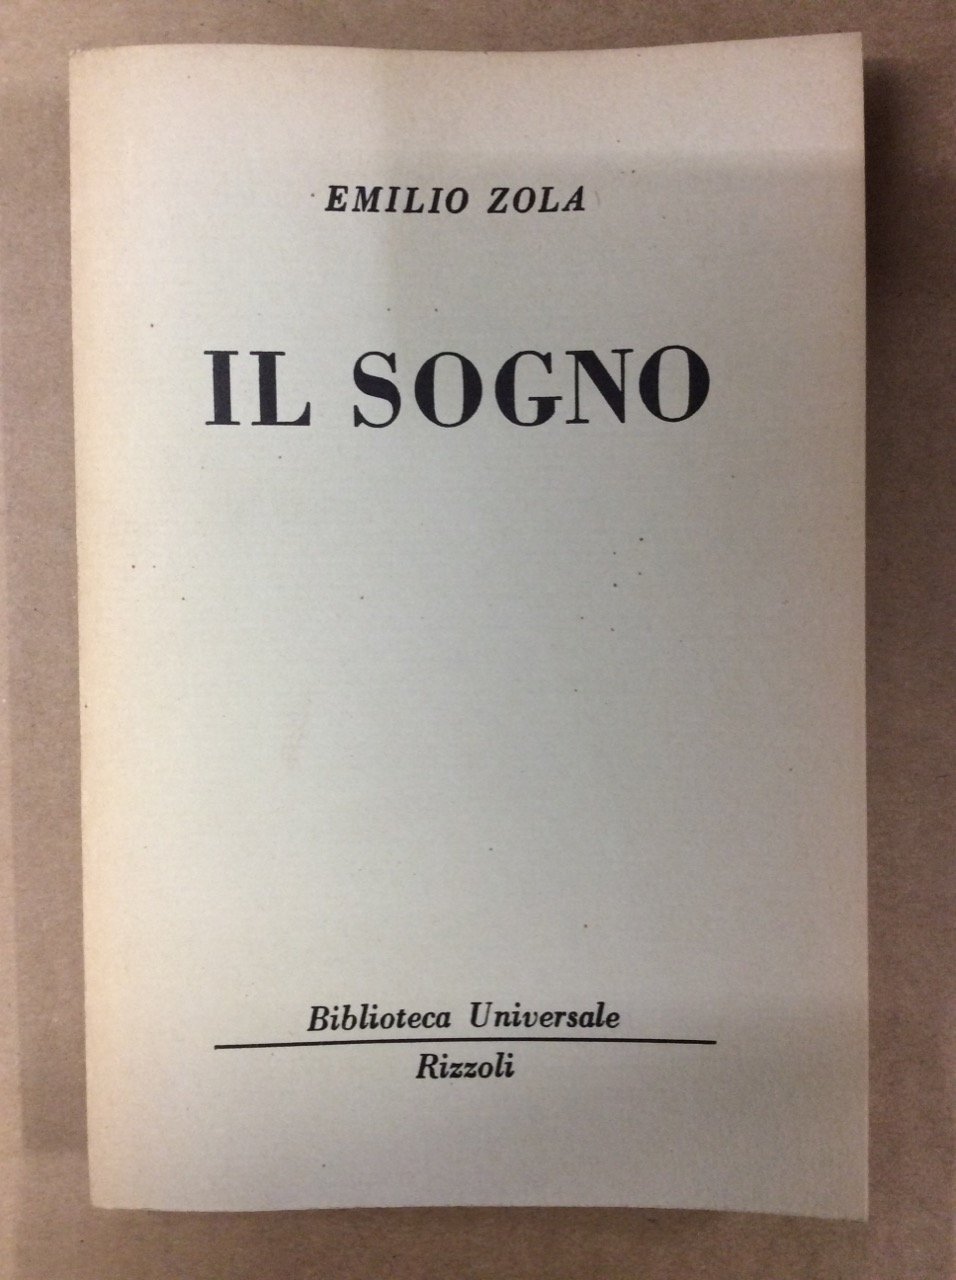 EMILIO ZOLA
IL SOGNO
Biblioteca Universale
Rizzoli